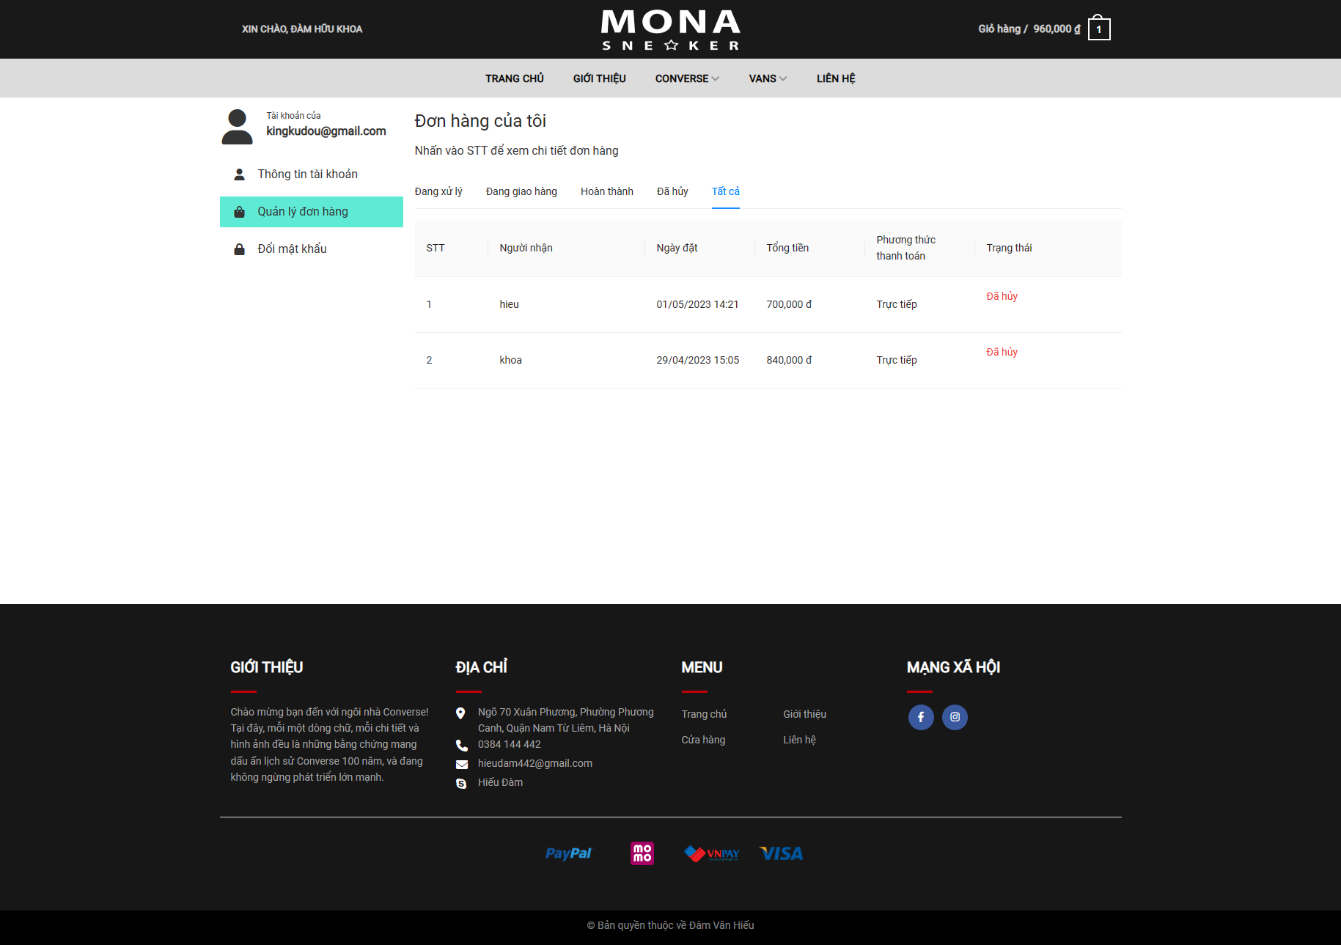 XIN CHÀO, ĐÀM HỮU KHOA
MONA
SNE KER
Giỏ hàng / 960,000 ₫
1
TRANG CHỦ GIỚI THIỆU CONVERSE VANS LIÊN HỆ
Tài khoản của
kingkudou@gmail.com
Thông tin tài khoản
Quản lý đơn hàng
Đổi mật khẩu
Đơn hàng của tôi
Nhấn vào STT để xem chi tiết đơn hàng
Đang xử lý Đang giao hàng Hoàn thành Đã hủy Tất cả
STT Người nhận Ngày đặt Tổng tiền Phương thức thanh toán Trạng thái
1 hieu 01/05/2023 14:21 700,000 đ Trực tiếp Đã hủy
2 khoa 29/04/2023 15:05 840,000 đ Trực tiếp Đã hủy
GIỚI THIỆU
Chào mừng bạn đến với ngôi nhà Converse!
Tại đây, mỗi một dòng chữ, mỗi chi tiết và
hình ảnh đều là những bằng chứng mang
dấu ấn lịch sử Converse 100 năm, và đang
không ngừng phát triển lớn mạnh.
ĐỊA CHỈ
Ngõ 70 Xuân Phương, Phường Phương
Canh, Quận Nam Từ Liêm, Hà Nội
0384 144 442
hieudam442@gmail.com
Hiếu Đàm
MENU
Trang chủ Giới thiệu
Cửa hàng Liên hệ
MẠNG XÃ HỘI
PayPal
mo
mo
VNPAY
VISA
© Bản quyền thuộc về Đàm Văn Hiếu